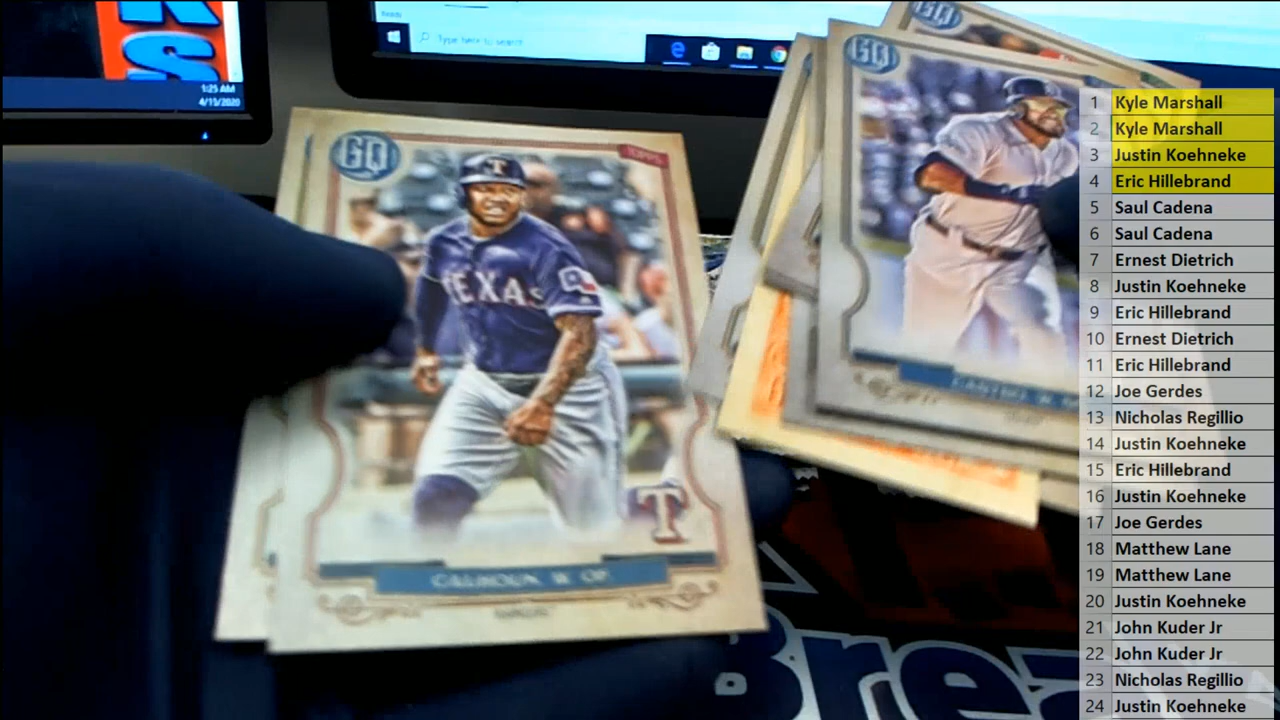 KS
1:25 AM
4/15/2020
Ready
Type here to search
GQ
GQ
GQ
TOPPS
T
TEXAS
T
CALHOUN W OF
1 Kyle Marshall
2 Kyle Marshall
3 Justin Koehneke
4 Eric Hillebrand
5 Saul Cadena
6 Saul Cadena
7 Ernest Dietrich
8 Justin Koehneke
9 Eric Hillebrand
10 Ernest Dietrich
11 Eric Hillebrand
12 Joe Gerdes
13 Nicholas Regillio
14 Justin Koehneke
15 Eric Hillebrand
16 Justin Koehneke
17 Joe Gerdes
18 Matthew Lane
19 Matthew Lane
20 Justin Koehneke
21 John Kuder Jr
22 John Kuder Jr
23 Nicholas Regillio
24 Justin Koehneke